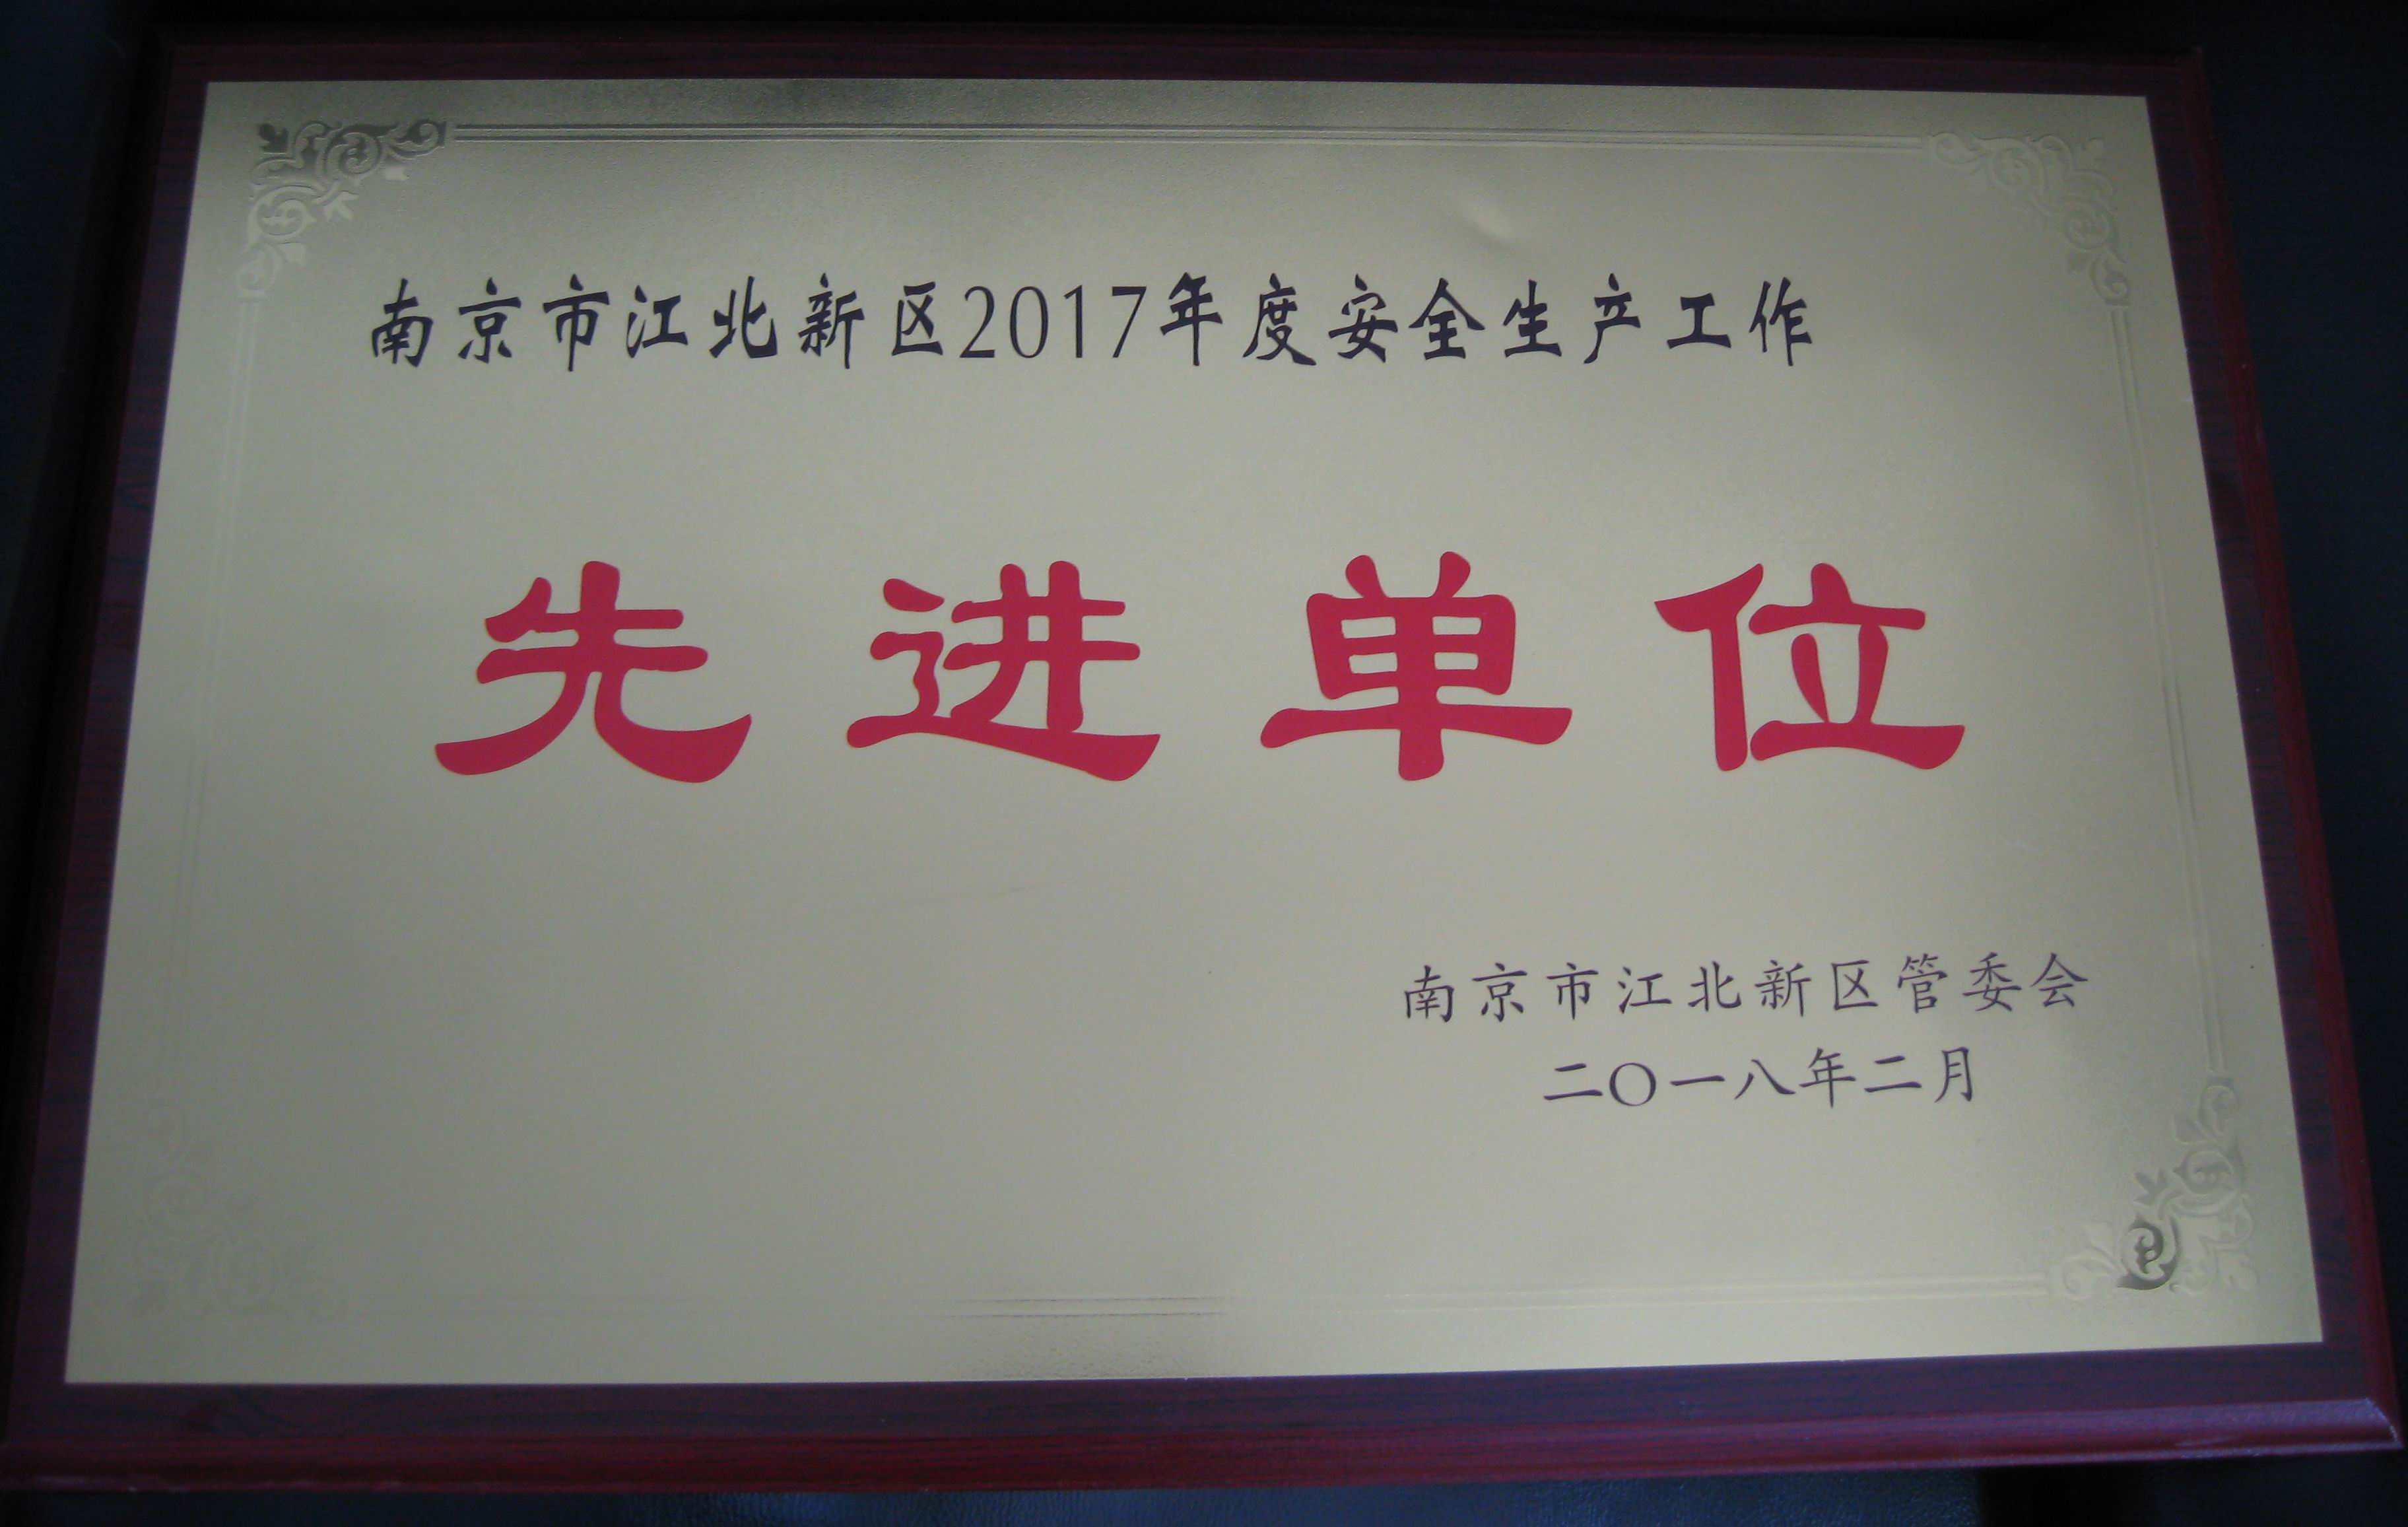 南京市江北新区2017年度安全生产工作
先进单位
南京市江北新区管委会
二〇一八年二月